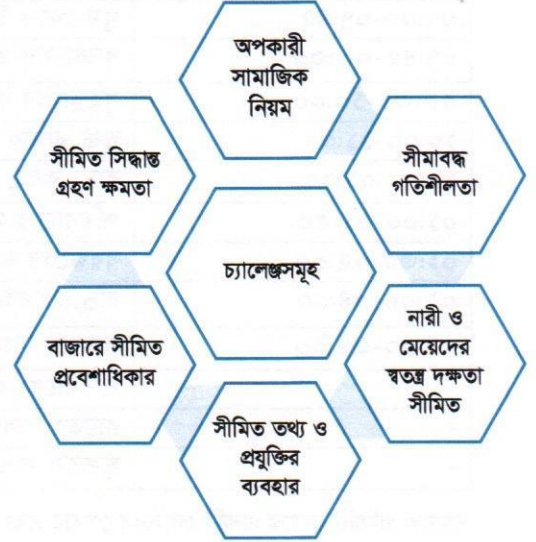 অপকারী
সামাজিক
নিয়ম
সীমিত সিদ্ধান্ত
গ্রহণ ক্ষমতা
সীমাবদ্ধ
গতিশীলতা
চ্যালেঞ্জসমূহ
বাজারে সীমিত
প্রবেশাধিকার
নারী ও
মেয়েদের
স্বতন্ত্র দক্ষতা
সীমিত
সীমিত তথ্য ও
প্রযুক্তির
ব্যবহার